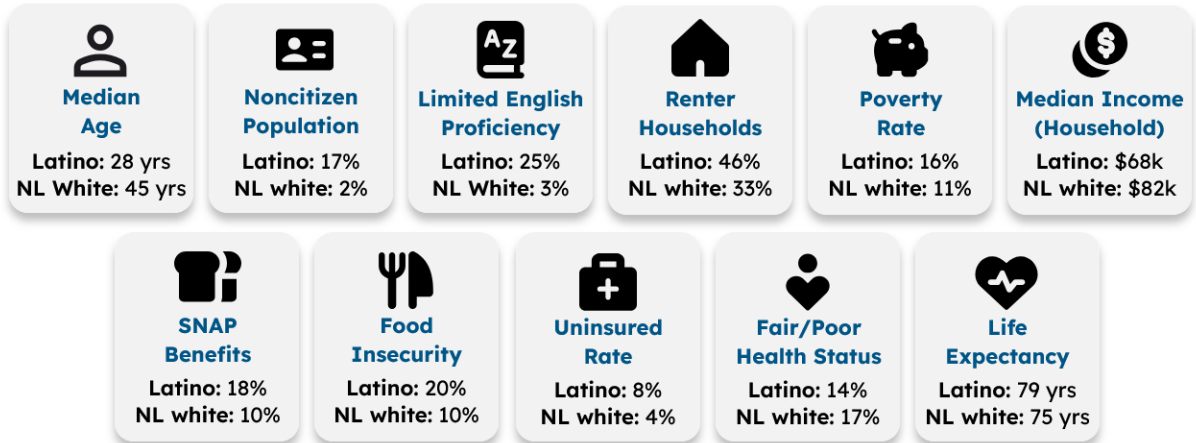 Median
Age
Latino: 28 yrs
NL White: 45 yrs
Noncitizen
Population
Latino: 17%
NL white: 2%
AZ
Limited English
Proficiency
Latino: 25%
NL White: 3%
Renter
Households
Latino: 46%
NL white: 33%
Poverty
Rate
Latino: 16%
NL white: 11%
$
Median Income
(Household)
Latino: $68k
NL white: $82k
SNAP
Benefits
Latino: 18%
NL white: 10%
Food
Insecurity
Latino: 20%
NL white: 10%
Uninsured
Rate
Latino: 8%
NL white: 4%
Fair/Poor
Health Status
Latino: 14%
NL white: 17%
Life
Expectancy
Latino: 79 yrs
NL white: 75 yrs